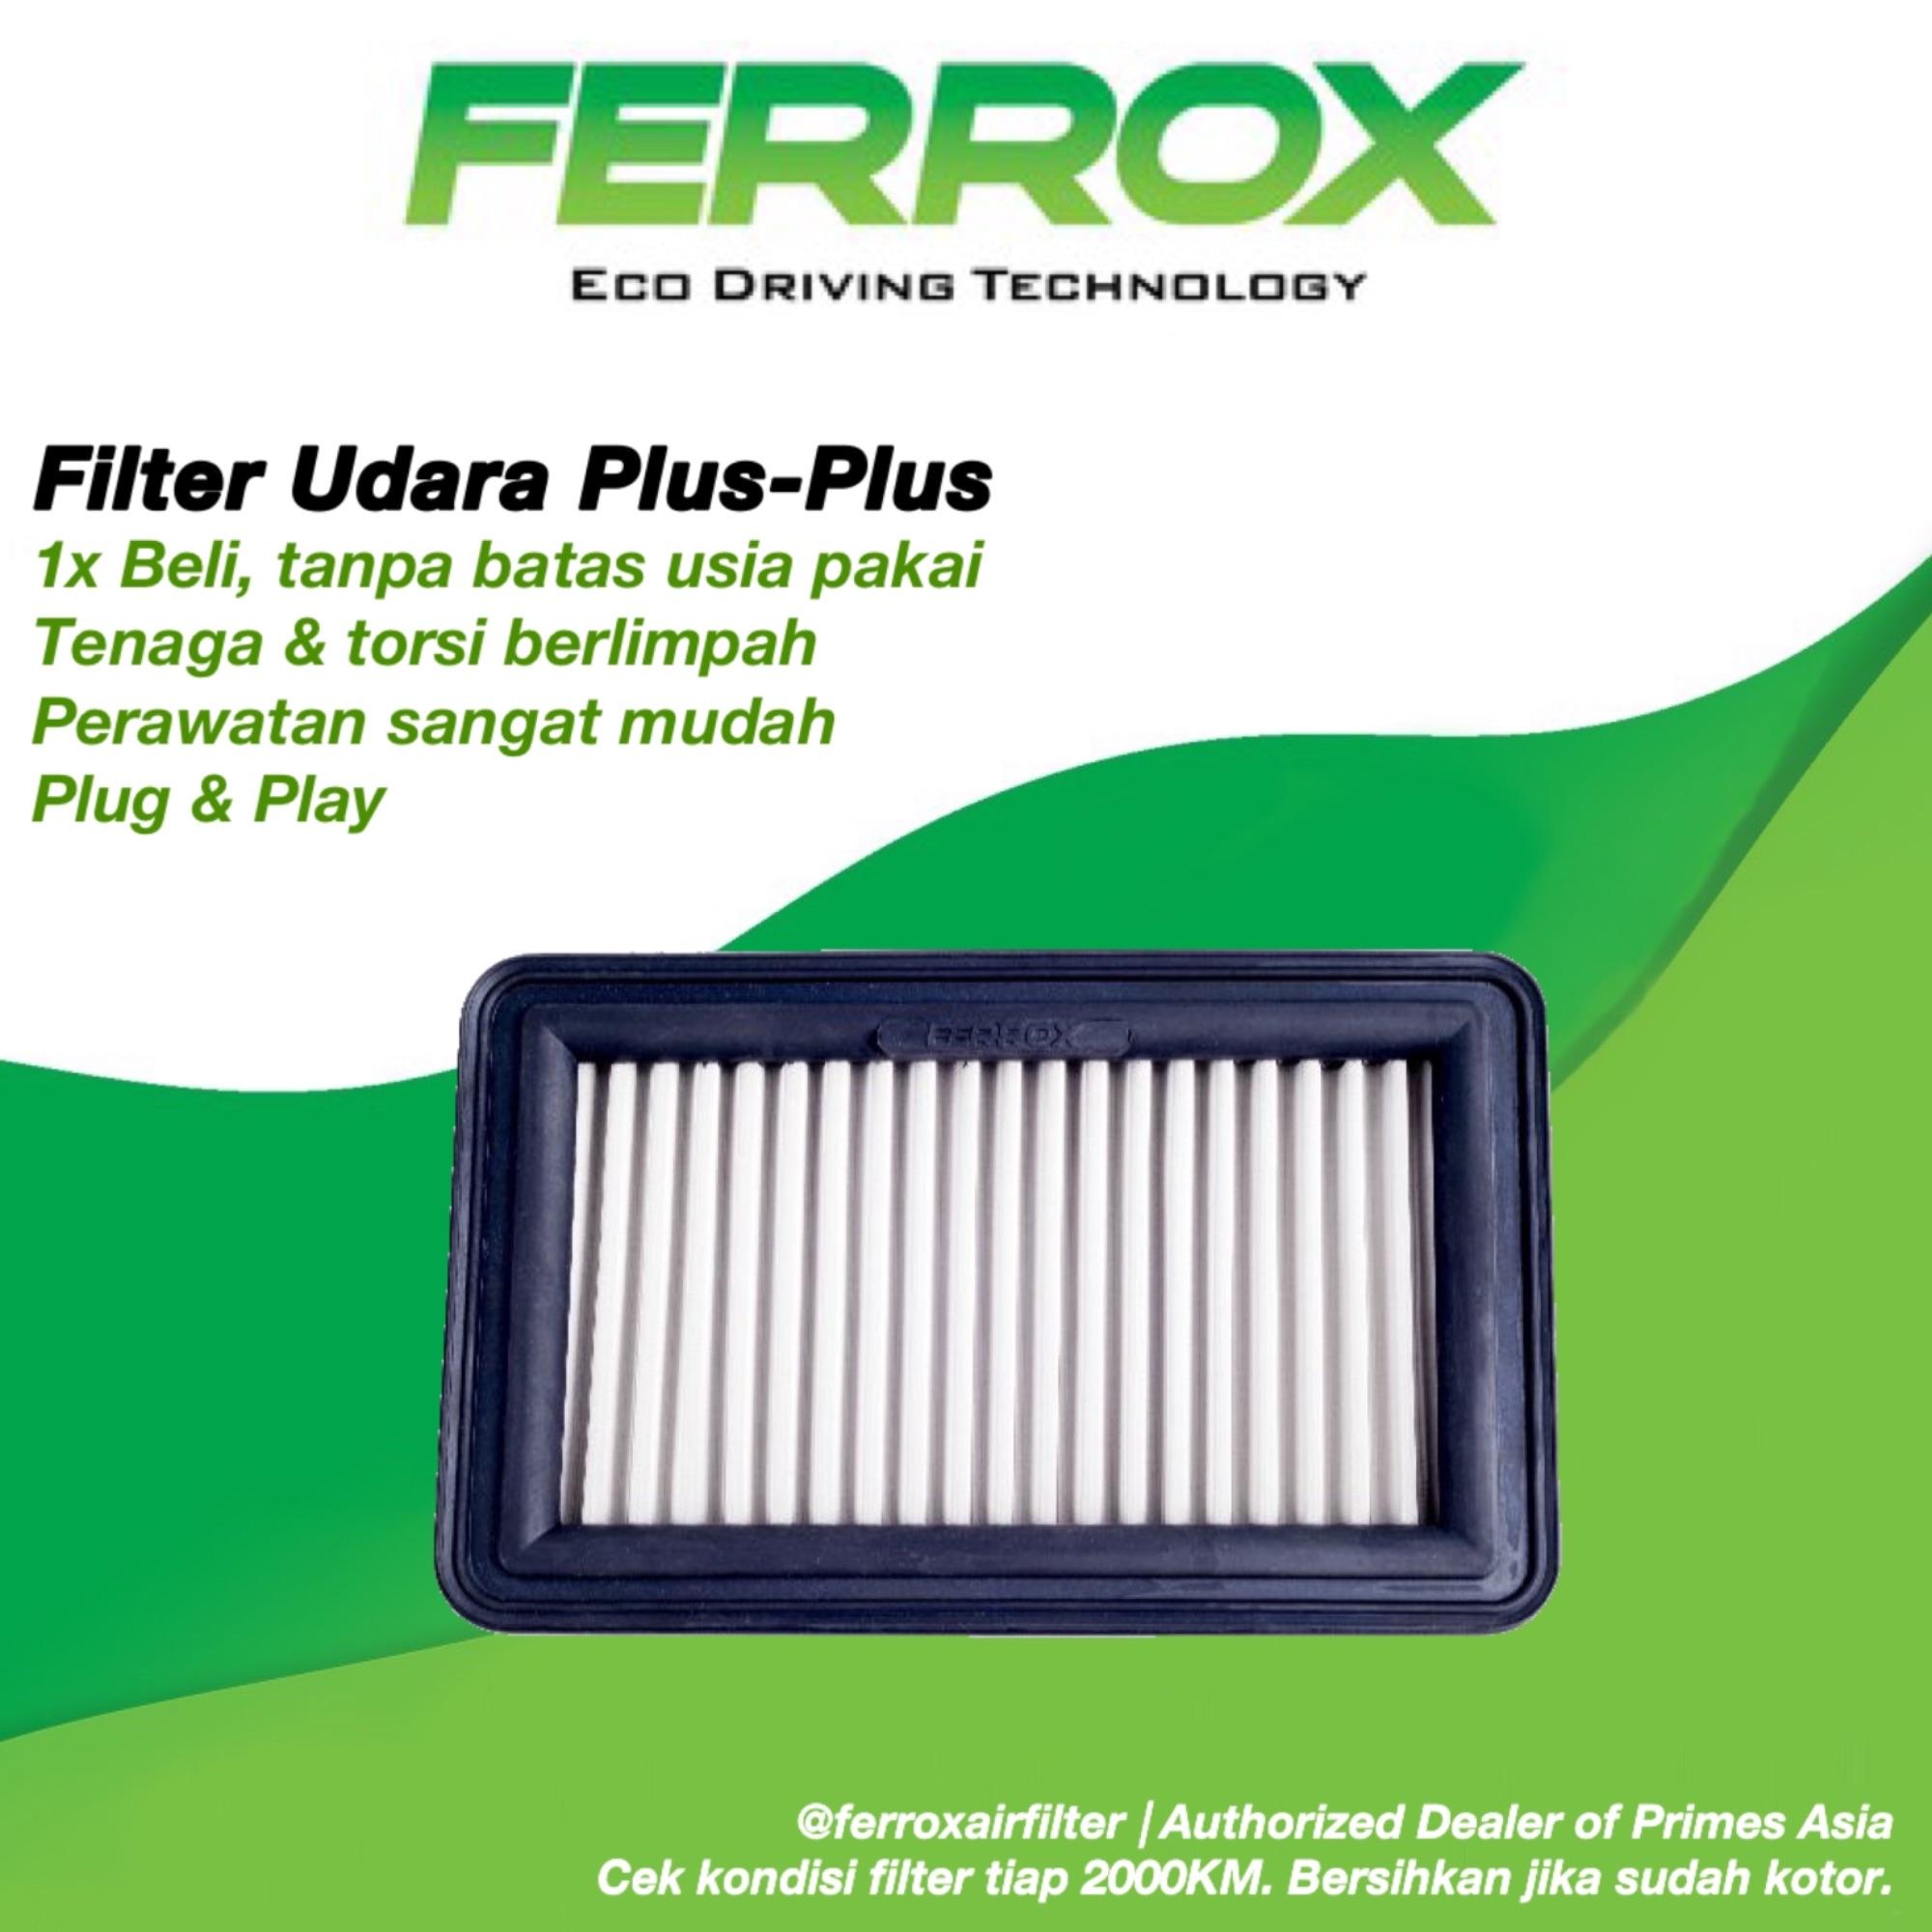 FERROX
ECO DRIVING TECHNOLOGY
Filter Udara Plus-Plus
1x Beli, tanpa batas usia pakai
Tenaga & torsi berlimpah
Perawatan sangat mudah
Plug & Play
FERROX
@ferroxairfilter | Authorized Dealer of Primes Asia
Cek kondisi filter tiap 2000KM. Bersihkan jika sudah kotor.